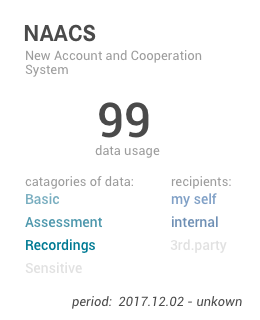 NAACS
New Account and Cooperation
System
99
data usage
catagories of data: recipients:
Basic my self
Assessment internal
Recordings 3rd.party
Sensitive
period: 2017.12.02 - unkown